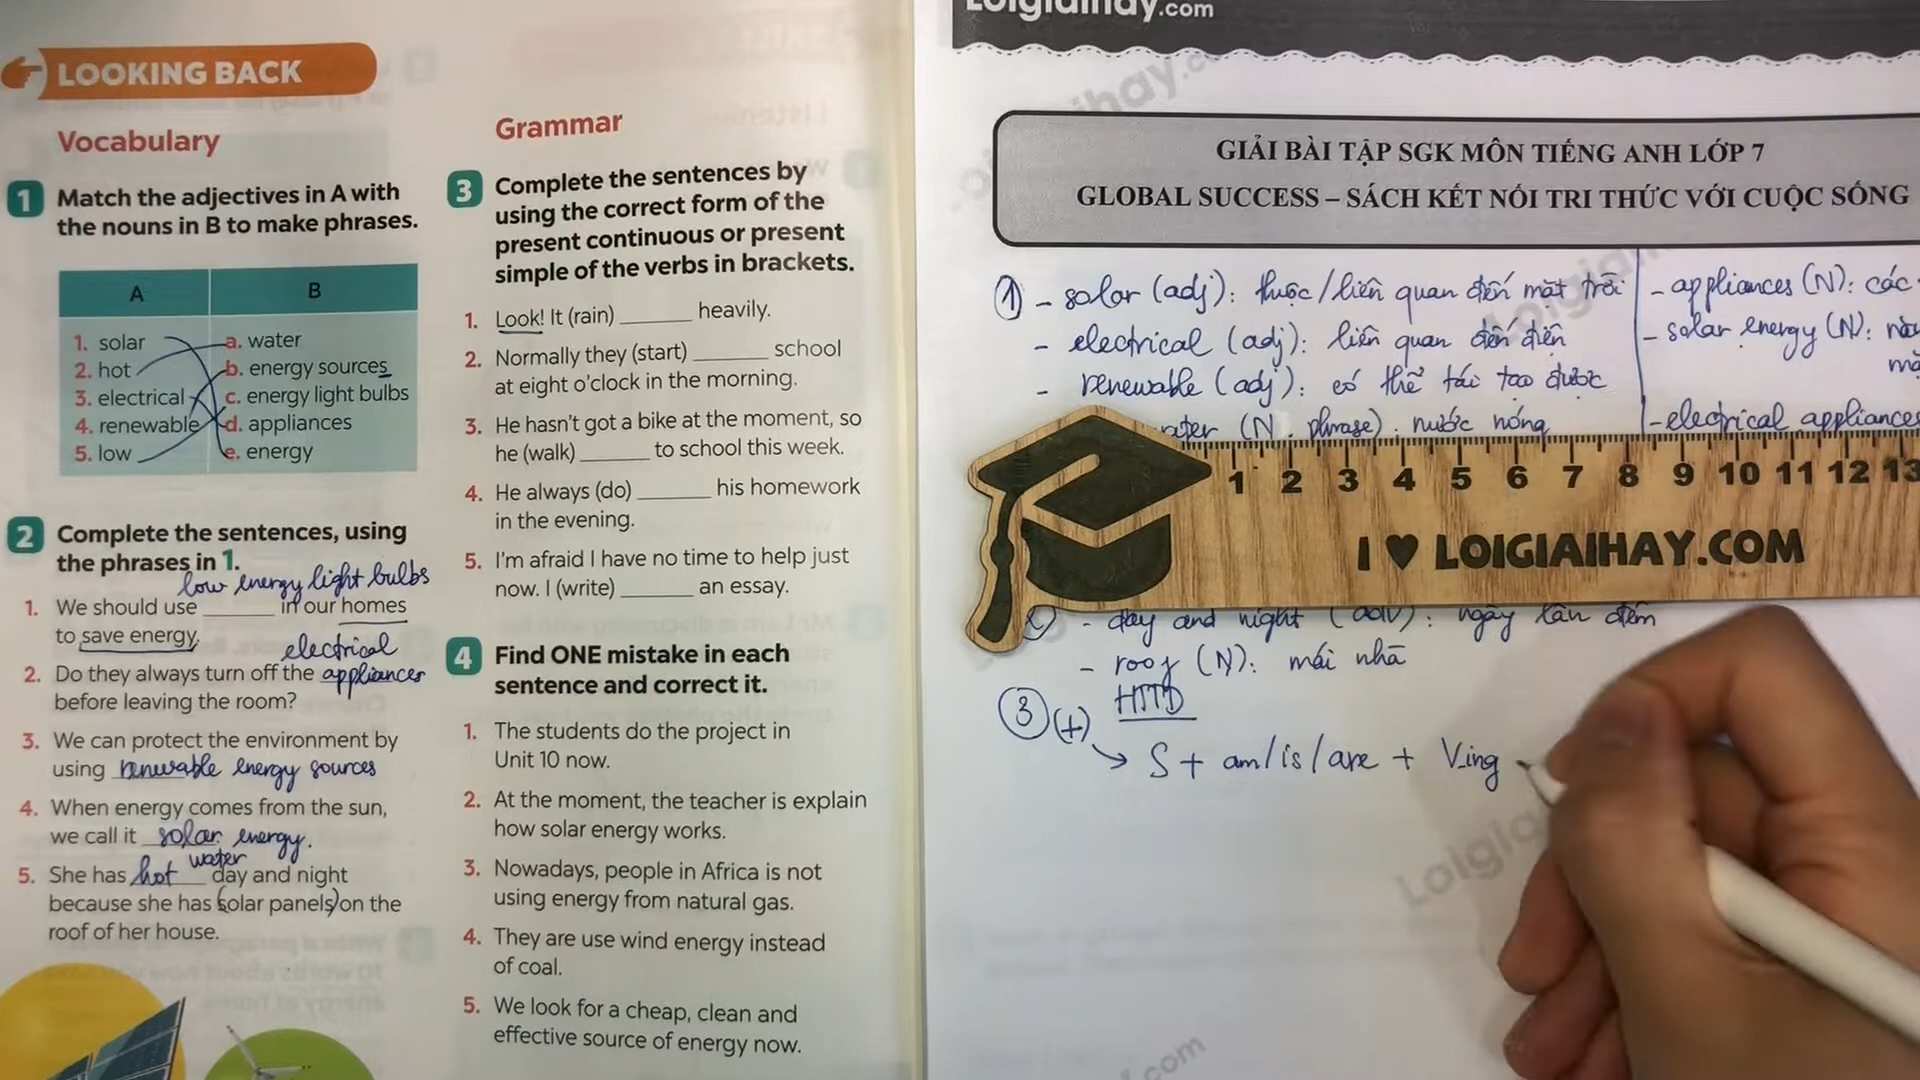 LOOKING BACK
Vocabulary
1 Match the adjectives in A with
the nouns in B to make phrases.
A B
1. solar a. water
2. hot b. energy sources
3. electrical c. energy light bulbs
4. renewable d. appliances
5. low e. energy
2 Complete the sentences, using
the phrases in 1.
low energy light bulbs
1. We should use ______ in our homes
to save energy.
electrical
2. Do they always turn off the appliances
before leaving the room?
3. We can protect the environment by
using renewable energy sources
4. When energy comes from the sun,
we call it solar energy.
water
5. She has hot day and night
because she has (solar panels) on the
roof of her house.
Grammar
3 Complete the sentences by
using the correct form of the
present continuous or present
simple of the verbs in brackets.
1. Look! It (rain) ______ heavily.
2. Normally they (start) ______ school
at eight o'clock in the morning.
3. He hasn't got a bike at the moment, so
he (walk) ______ to school this week.
4. He always (do) ______ his homework
in the evening.
5. I'm afraid I have no time to help just
now. I (write) ______ an essay.
4 Find ONE mistake in each
sentence and correct it.
1. The students do the project in
Unit 10 now.
2. At the moment, the teacher is explain
how solar energy works.
3. Nowadays, people in Africa is not
using energy from natural gas.
4. They are use wind energy instead
of coal.
5. We look for a cheap, clean and
effective source of energy now.
Loigiaihay.com
GIẢI BÀI TẬP SGK MÔN TIẾNG ANH LỚP 7
GLOBAL SUCCESS – SÁCH KẾT NỐI TRI THỨC VỚI CUỘC SỐNG
1 - solar (adj): thuộc/liên quan đến mặt trời
- electrical (adj): liên quan đến điện
- renewable (adj): có thể tái tạo được
water (N. phrase): nước nóng
- appliances (N): các
- solar energy (N):
- electrical appliances
1 2 3 4 5 6 7 8 9 10 11 12 13
I ♥ LOIGIAIHAY.COM
- day and night (adv): ngày lẫn đêm
- roof (N): mái nhà
3 (+) HTTD
→ S + am/is/are + V-ing